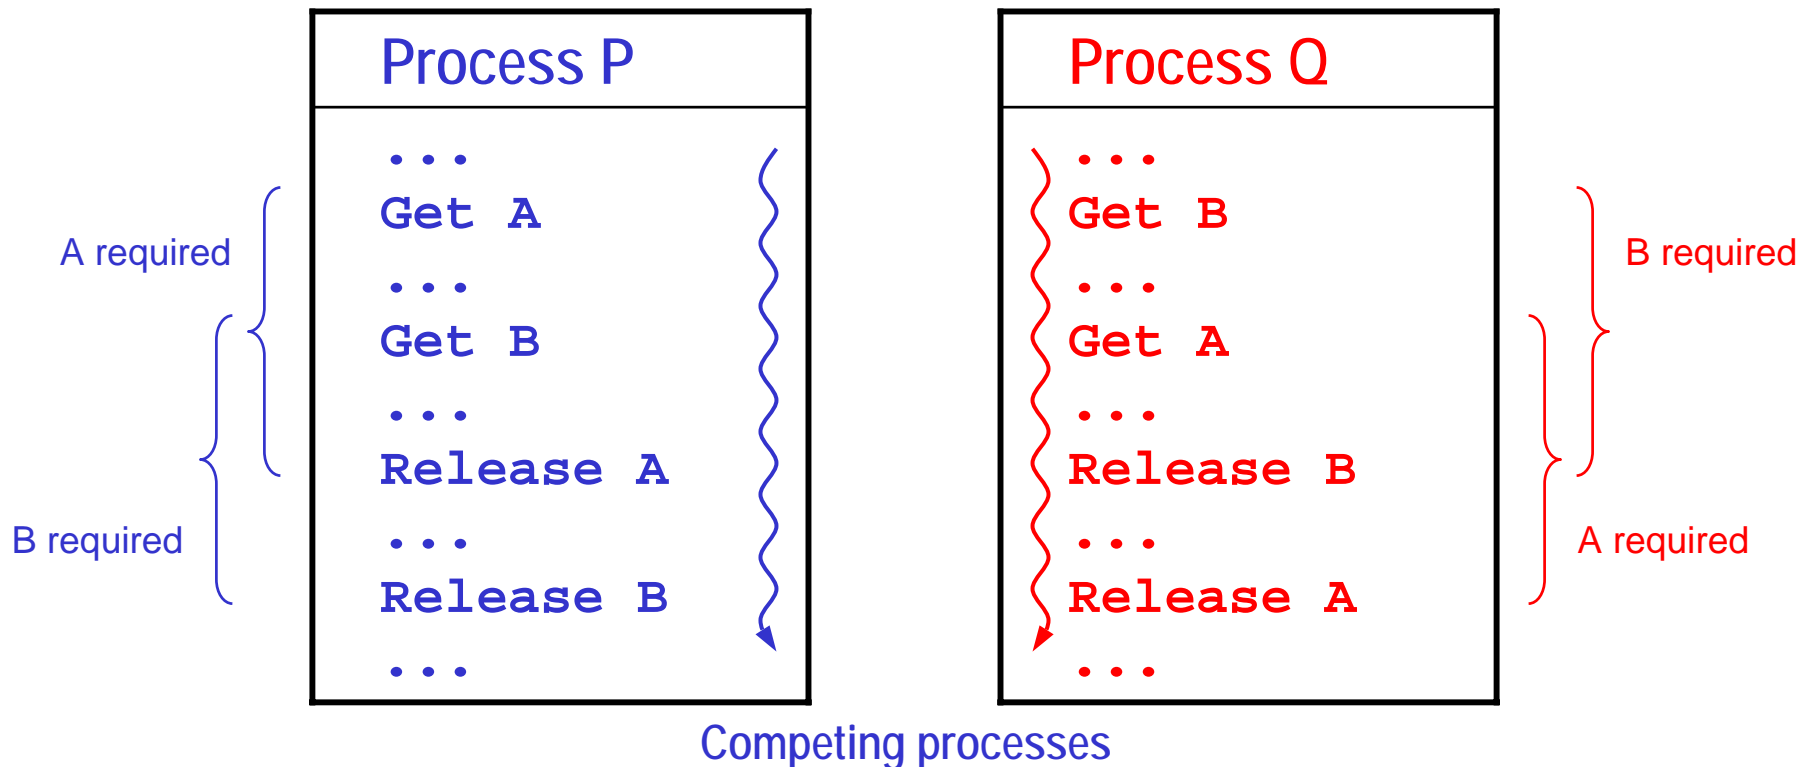 Process P
...
Get A
...
Get B
...
Release A
...
Release B
...
A required
B required
Process Q
...
Get B
...
Get A
...
Release B
...
Release A
...
B required
A required
Competing processes